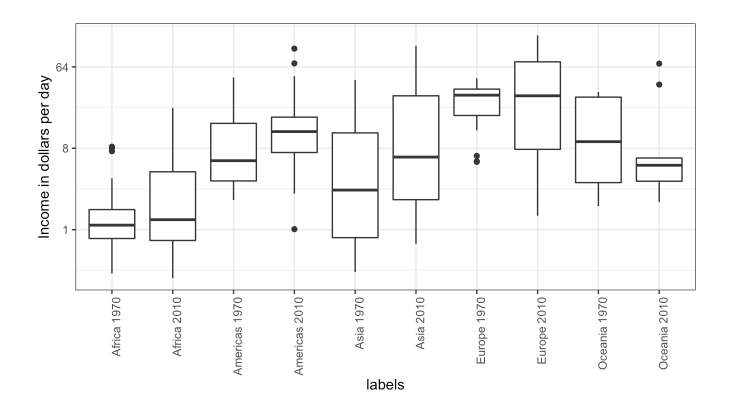 Income in dollars per day
64
8
1
Africa 1970
Africa 2010
Americas 1970
Americas 2010
Asia 1970
Asia 2010
Europe 1970
Europe 2010
Oceania 1970
Oceania 2010
labels